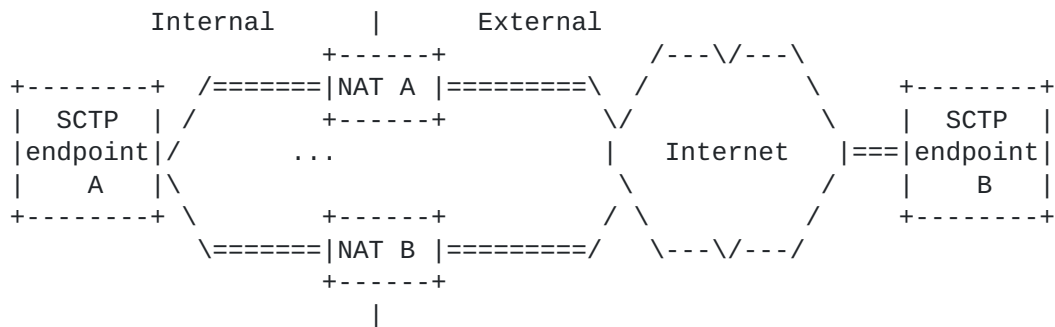 Internal | External
+------+ /---\/---\
+--------+ /=======|NAT A |=========\ / \ +--------+
| SCTP | / +------+ \/ \ | SCTP |
|endpoint|/ ... | Internet |===|endpoint|
| A |\ \ / | B |
+--------+ \ +------+ / \ / +--------+
\=======|NAT B |=========/ \---\/---/
+------+
|